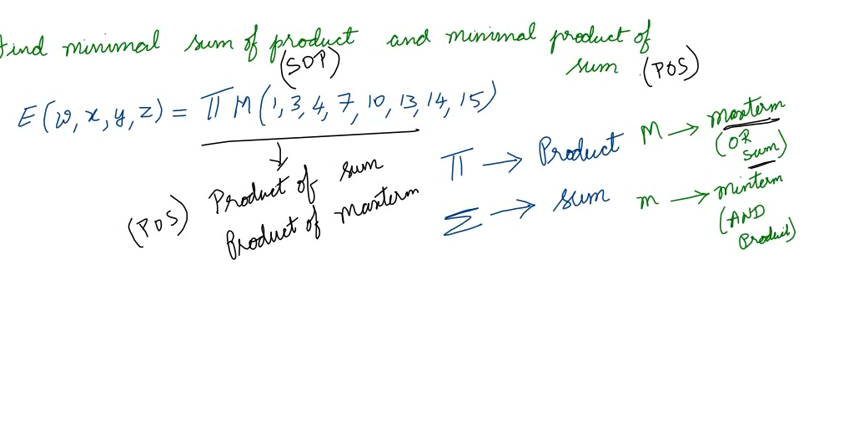 find minimal sum of product and minimal product of
(SOP) sum (POS)
E(w,x,y,z) = ΠM(1,3,4,7,10,13,14,15)
Π → Product M → maxterm
(OR
sum)
(POS) Product of sum
Product of maxterm
Σ → sum m → minterm
(AND
Product)